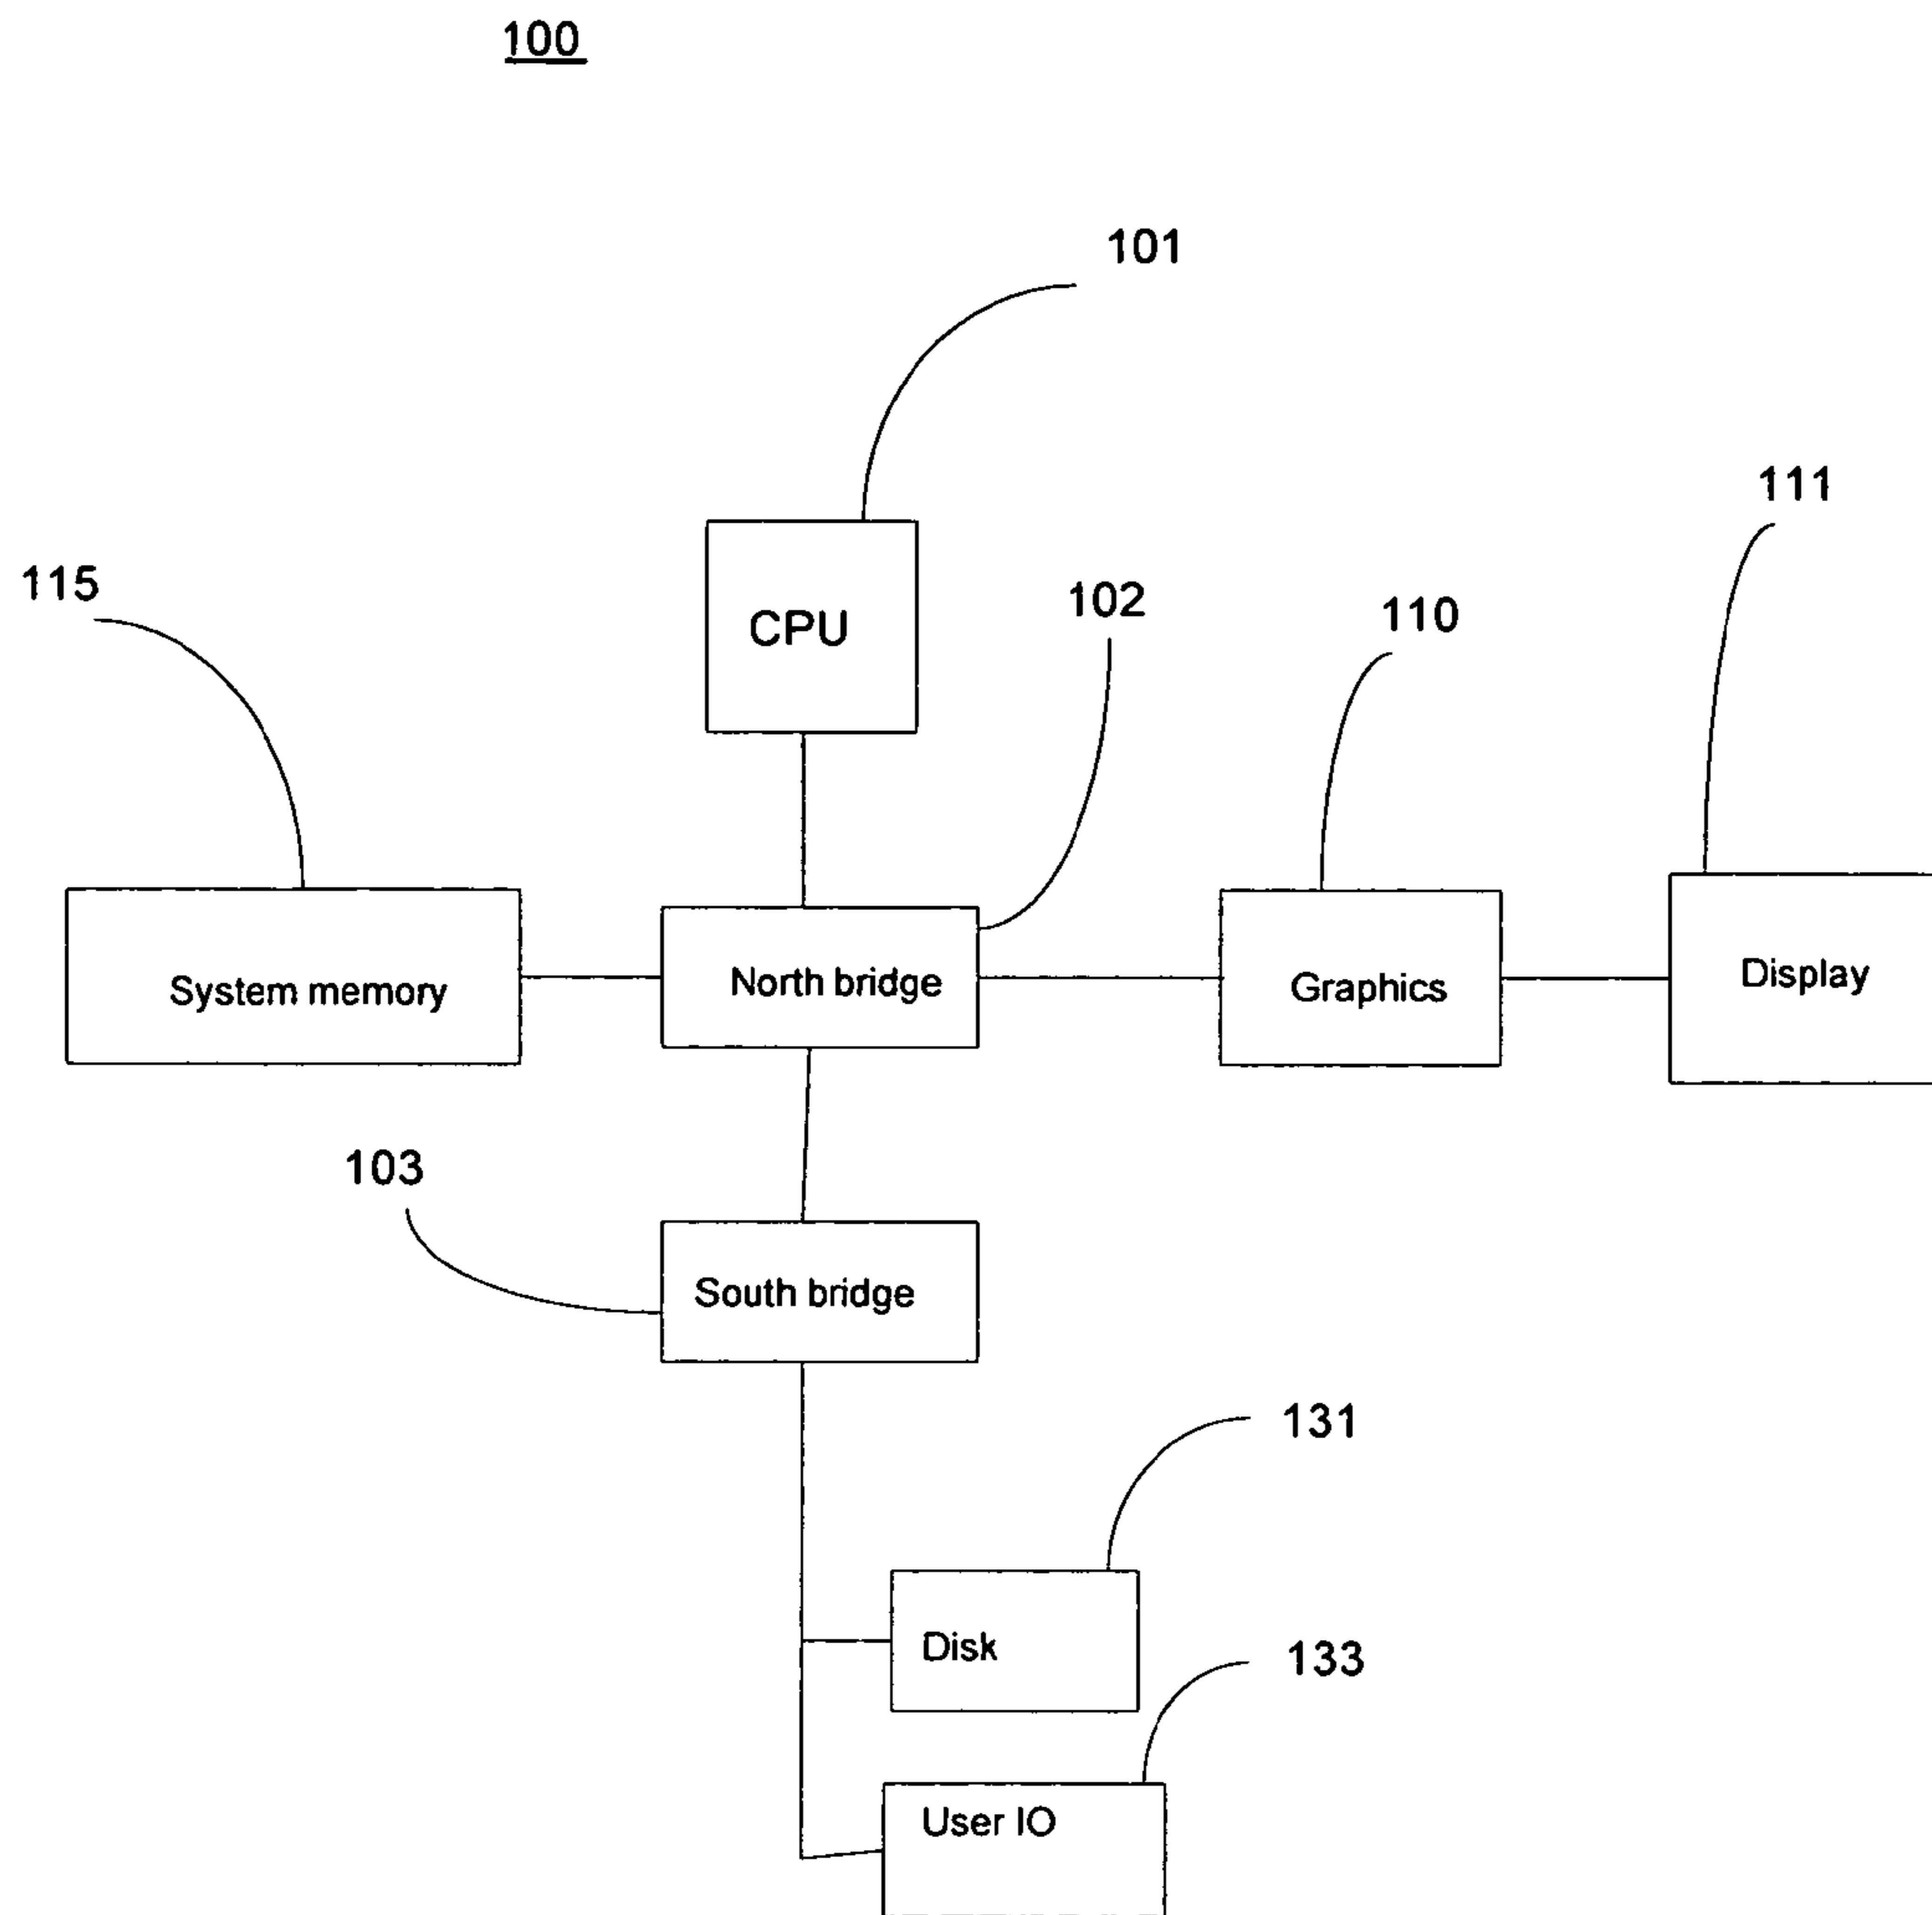 100
101
111
115
CPU
102
110
System memory
North bridge
Graphics
Display
103
South bridge
131
Disk
133
User IO